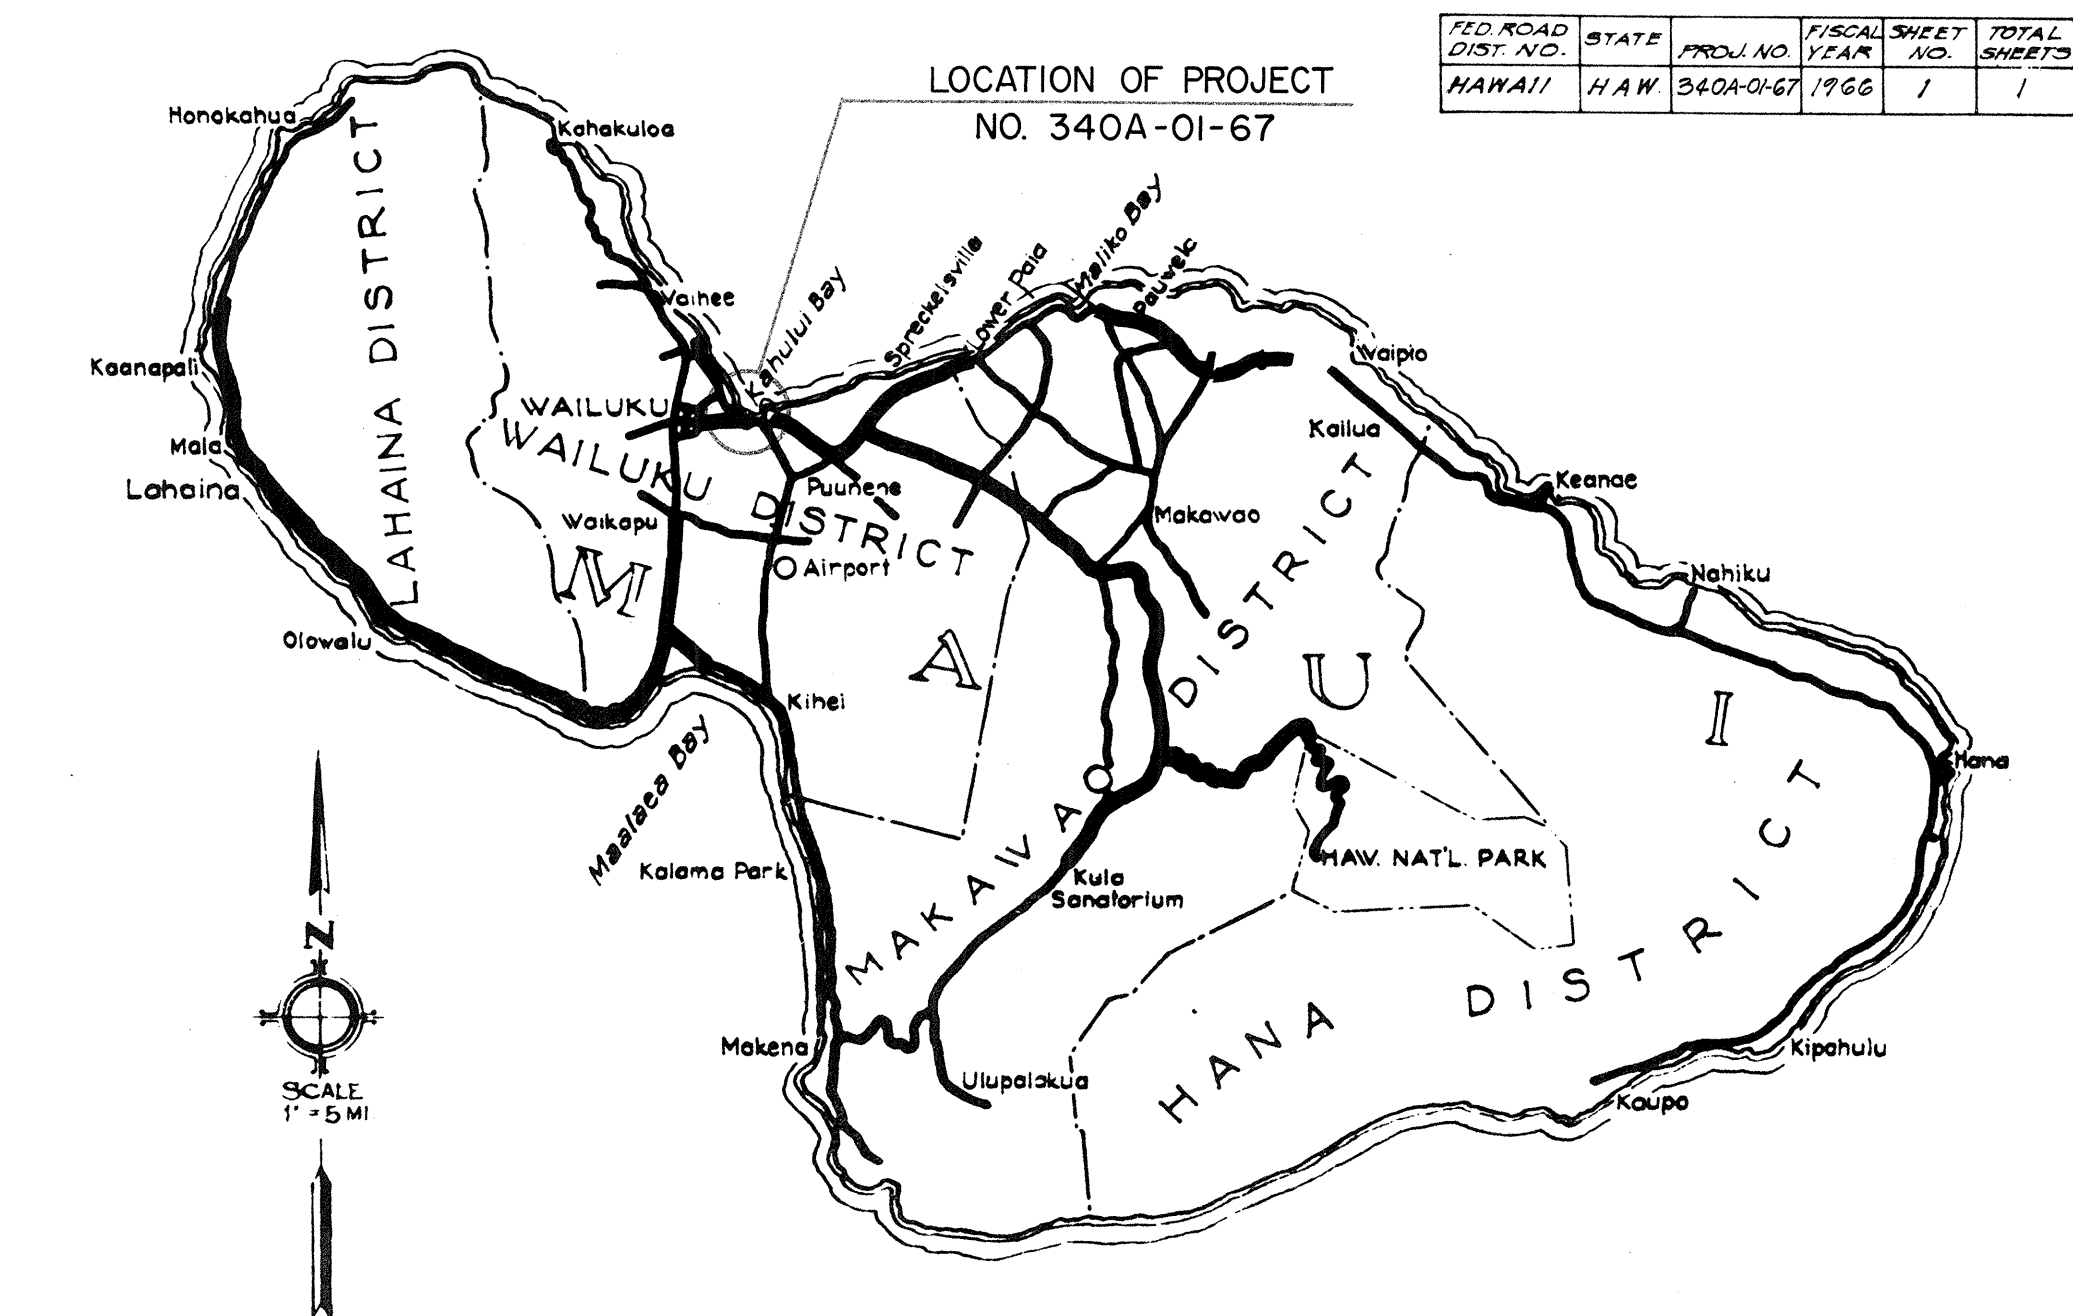 FED. ROAD DIST. NO.
STATE
PROJ. NO.
FISCAL YEAR
SHEET NO.
TOTAL SHEETS
HAWAII
HAW.
340A-01-67
1966
1
1
LOCATION OF PROJECT
NO. 340A-01-67
Honokahua
Kahakuloa
LAHAINA DISTRICT
Waihee
Kahului Bay
Spreckelsville
Lower Paia
Maliko Bay
Pauwela
Kaanapali
Waipio
WAILUKU
WAILUKU DISTRICT
Kailua
Mala
Lahaina
Puunene
Keanae
Waikapu
Makawao
Airport
Nahiku
MAUI
Olowalu
Kihei
Hana
Maalaea Bay
Kalama Park
MAKAWAO DISTRICT
HAW. NAT'L. PARK
Kula
Sanatorium
N
HANA DISTRICT
Makena
Kipahulu
Ulupalakua
Kaupo
SCALE
1" = 5 MI.